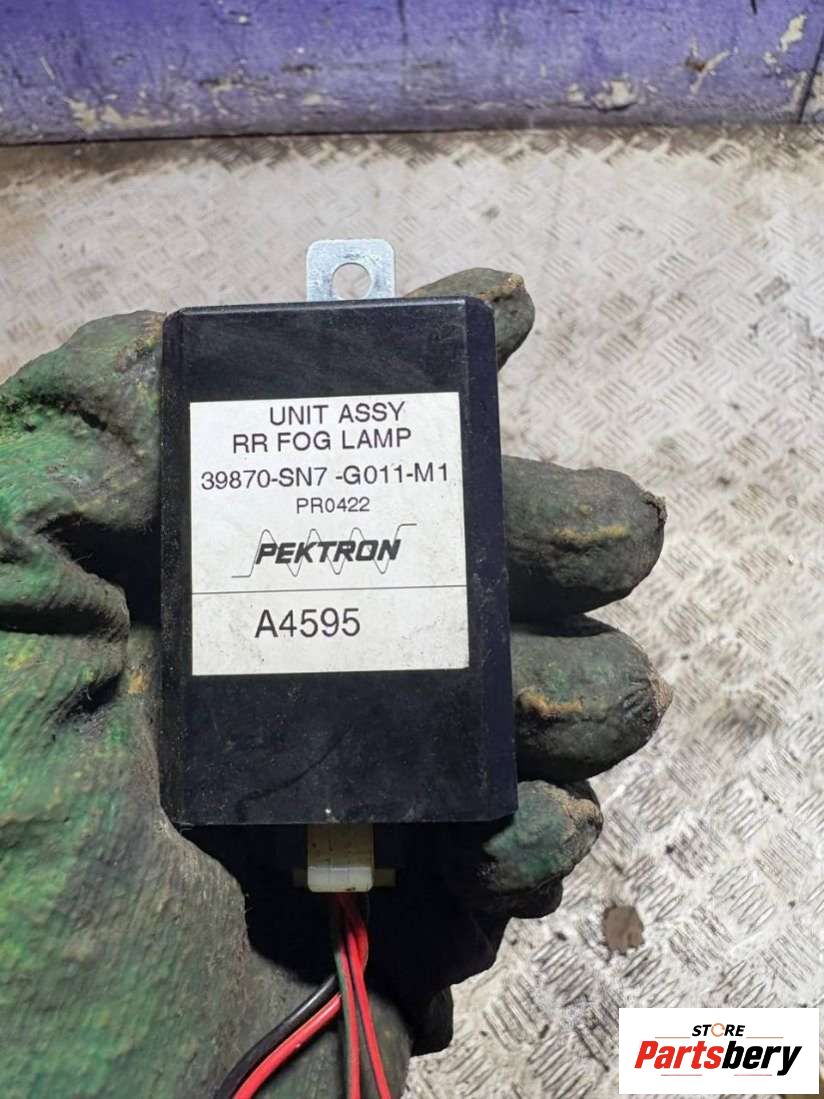 UNIT ASSY
RR FOG LAMP
39870-SN7 -G011-M1
PR0422
PEKTRON
A4595
STORE
Partsbery